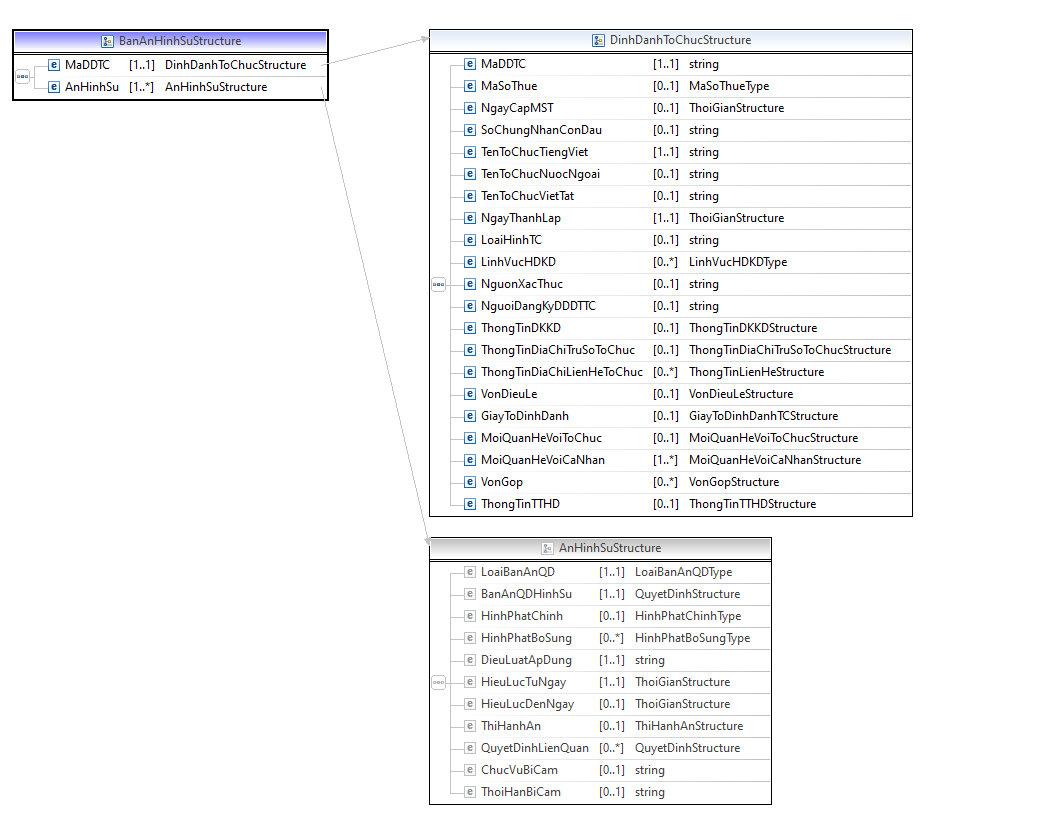 BanAnHinhSuStructure
MaDDTC [1..1] DinhDanhToChucStructure
AnHinhSu [1..*] AnHinhSuStructure
DinhDanhToChucStructure
e MaDDTC [1..1] string
e MaSoThue [0..1] MaSoThueType
e NgayCapMST [0..1] ThoiGianStructure
e SoChungNhanConDau [0..1] string
e TenToChucTiengViet [1..1] string
e TenToChucNuocNgoai [0..1] string
e TenToChucVietTat [0..1] string
e NgayThanhLap [1..1] ThoiGianStructure
e LoaiHinhTC [0..1] string
e LinhVucHDKD [0..*] LinhVucHDKDType
e NguonXacThuc [0..1] string
e NguoiDangKyDDDTTC [0..1] string
e ThongTinDKKD [0..1] ThongTinDKKDStructure
e ThongTinDiaChiTruSoToChuc [0..1] ThongTinDiaChiTruSoToChucStructure
e ThongTinDiaChiLienHeToChuc [0..*] ThongTinLienHeStructure
e VonDieuLe [0..1] VonDieuLeStructure
e GiayToDinhDanh [0..1] GiayToDinhDanhTCStructure
e MoiQuanHeVoiToChuc [0..1] MoiQuanHeVoiToChucStructure
e MoiQuanHeVoiCaNhan [1..*] MoiQuanHeVoiCaNhanStructure
e VonGop [0..*] VonGopStructure
e ThongTinTTHD [0..1] ThongTinTTHDStructure
AnHinhSuStructure
e LoaiBanAnQD [1..1] LoaiBanAnQDType
e BanAnQDHinhSu [1..1] QuyetDinhStructure
e HinhPhatChinh [0..1] HinhPhatChinhType
e HinhPhatBoSung [0..*] HinhPhatBoSungType
e DieuLuatApDung [1..1] string
e HieuLucTuNgay [1..1] ThoiGianStructure
e HieuLucDenNgay [0..1] ThoiGianStructure
e ThiHanhAn [0..1] ThiHanhAnStructure
e QuyetDinhLienQuan [0..*] QuyetDinhStructure
e ChucVuBiCam [0..1] string
e ThoiHanBiCam [0..1] string